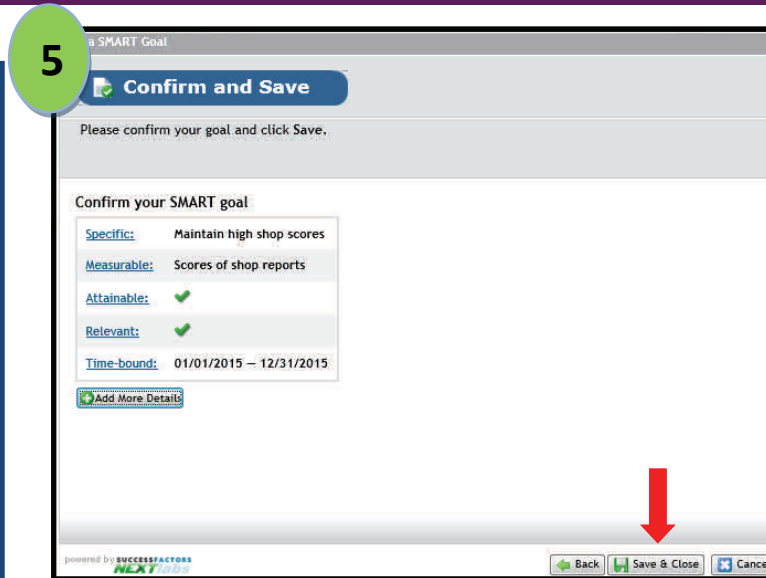 5
a SMART Goal
Confirm and Save
Please confirm your goal and click Save.
Confirm your SMART goal
Specific: Maintain high shop scores
Measurable: Scores of shop reports
Attainable:
Relevant:
Time-bound: 01/01/2015 — 12/31/2015
Add More Details
powered by SUCCESSFACTORS
NEXTlabs
Back Save & Close Cance